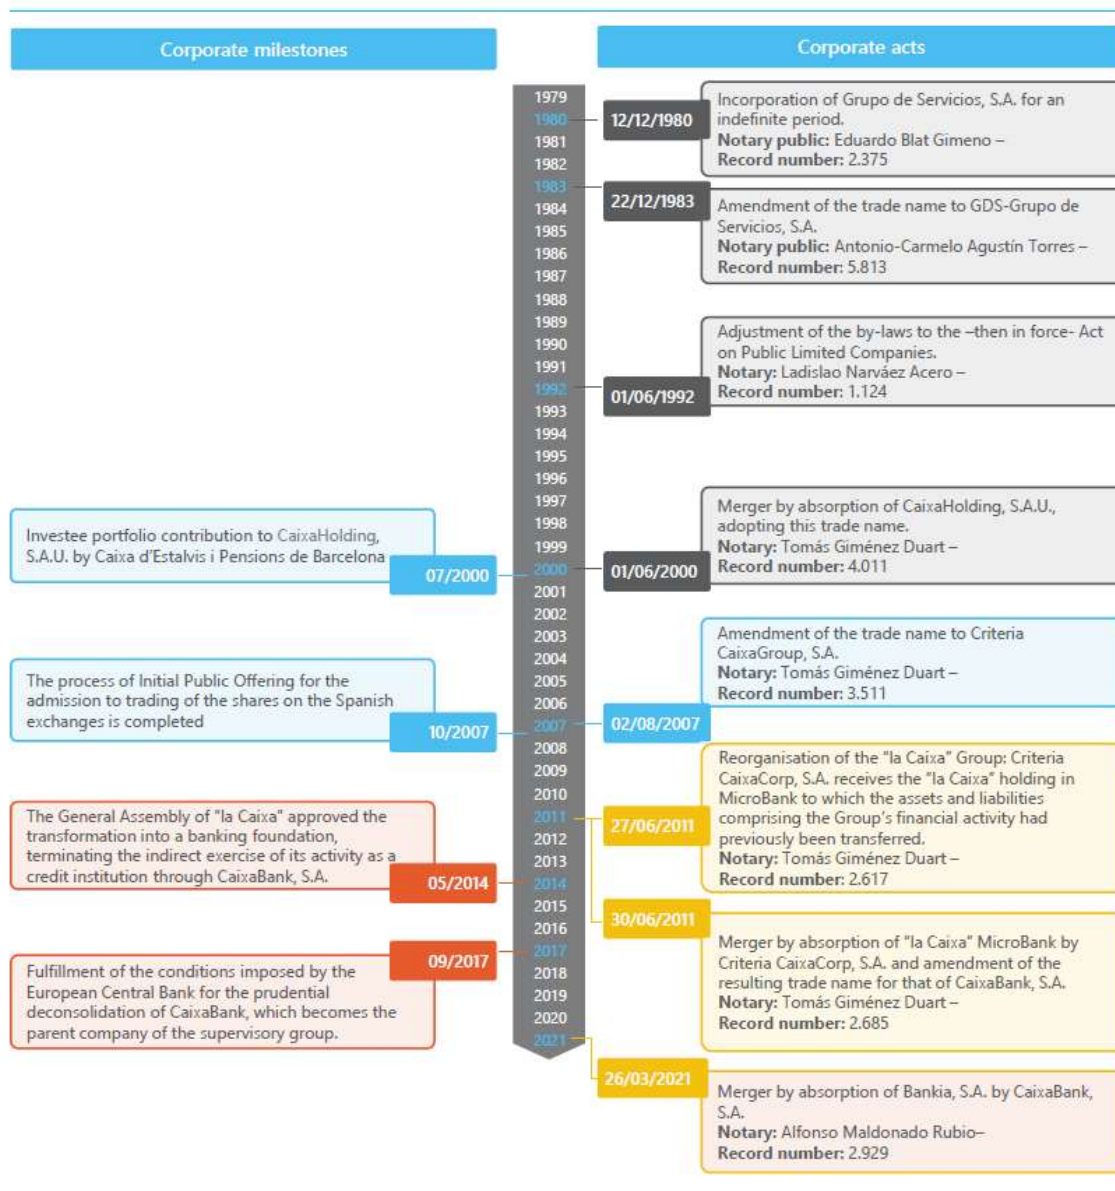 Corporate milestones
Corporate acts
1979
1980
1981
1982
1983
1984
1985
1986
1987
1988
1989
1990
1991
1992
1993
1994
1995
1996
1997
1998
1999
2000
2001
2002
2003
2004
2005
2006
2007
2008
2009
2010
2011
2012
2013
2014
2015
2016
2017
2018
2019
2020
2021
Investee portfolio contribution to CaixaHolding,
S.A.U. by Caixa d'Estalvis i Pensions de Barcelona
07/2000
The process of Initial Public Offering for the
admission to trading of the shares on the Spanish
exchanges is completed
10/2007
The General Assembly of "la Caixa" approved the
transformation into a banking foundation,
terminating the indirect exercise of its activity as a
credit institution through CaixaBank, S.A.
05/2014
09/2017
Fulfillment of the conditions imposed by the
European Central Bank for the prudential
deconsolidation of CaixaBank, which becomes the
parent company of the supervisory group.
12/12/1980
Incorporation of Grupo de Servicios, S.A. for an
indefinite period.
Notary public: Eduardo Blat Gimeno –
Record number: 2.375
22/12/1983
Amendment of the trade name to GDS-Grupo de
Servicios, S.A.
Notary public: Antonio-Carmelo Agustín Torres –
Record number: 5.813
Adjustment of the by-laws to the –then in force- Act
on Public Limited Companies.
Notary: Ladislao Narváez Acero –
Record number: 1.124
01/06/1992
Merger by absorption of CaixaHolding, S.A.U.,
adopting this trade name.
Notary: Tomás Giménez Duart –
Record number: 4.011
01/06/2000
Amendment of the trade name to Criteria
CaixaGroup, S.A.
Notary: Tomás Giménez Duart –
Record number: 3.511
02/08/2007
Reorganisation of the "la Caixa" Group: Criteria
CaixaCorp, S.A. receives the "la Caixa" holding in
MicroBank to which the assets and liabilities
comprising the Group's financial activity had
previously been transferred.
Notary: Tomás Giménez Duart –
Record number: 2.617
27/06/2011
30/06/2011
Merger by absorption of "la Caixa" MicroBank by
Criteria CaixaCorp, S.A. and amendment of the
resulting trade name for that of CaixaBank, S.A.
Notary: Tomás Giménez Duart –
Record number: 2.685
26/03/2021
Merger by absorption of Bankia, S.A. by CaixaBank,
S.A.
Notary: Alfonso Maldonado Rubio–
Record number: 2.929